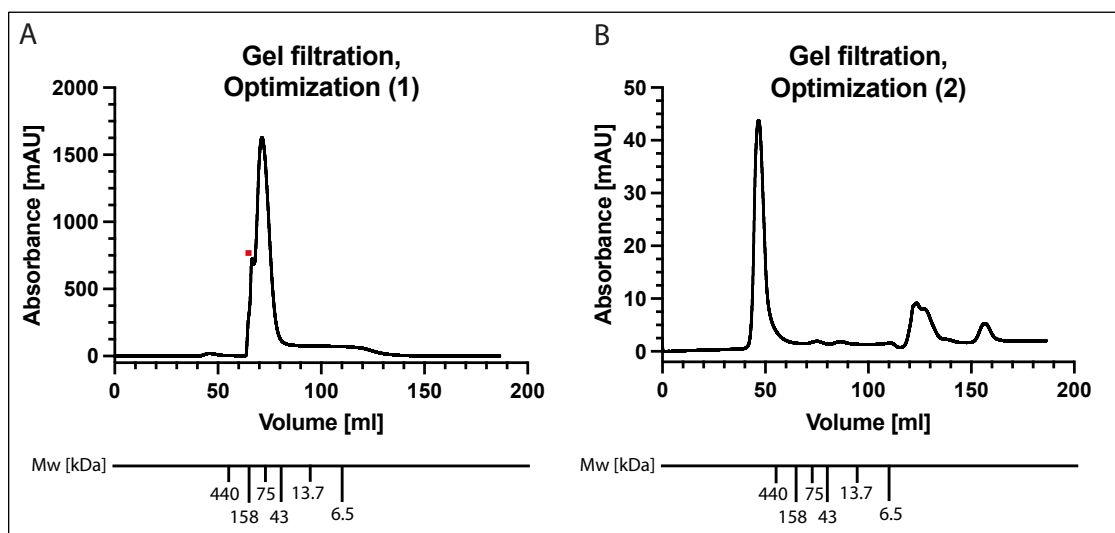 A
Gel filtration,
Optimization (1)
2000
1500
1000
500
0
Absorbance [mAU]
0 50 100 150 200
Volume [ml]
Mw [kDa]
440 75 13.7
158 43 6.5
B
Gel filtration,
Optimization (2)
50
40
30
20
10
0
Absorbance [mAU]
0 50 100 150 200
Volume [ml]
Mw [kDa]
440 75 13.7
158 43 6.5